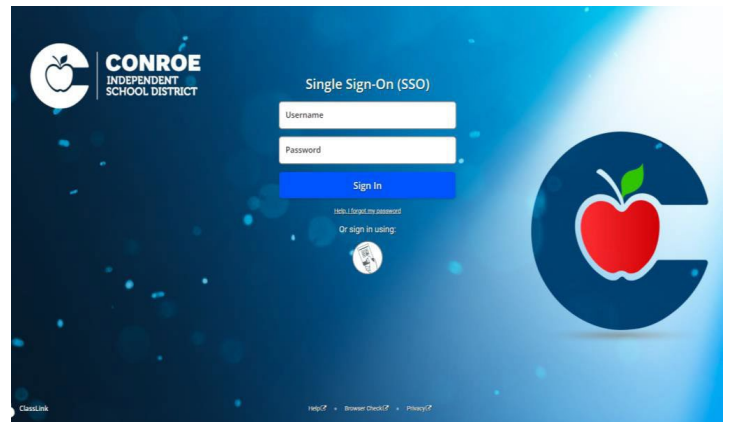 CONROE
INDEPENDENT
SCHOOL DISTRICT
Single Sign-On (SSO)
Username
Password
Sign In
Help, I forgot my password
Or sign in using:
ClassLink
Help • Browser Check • Privacy